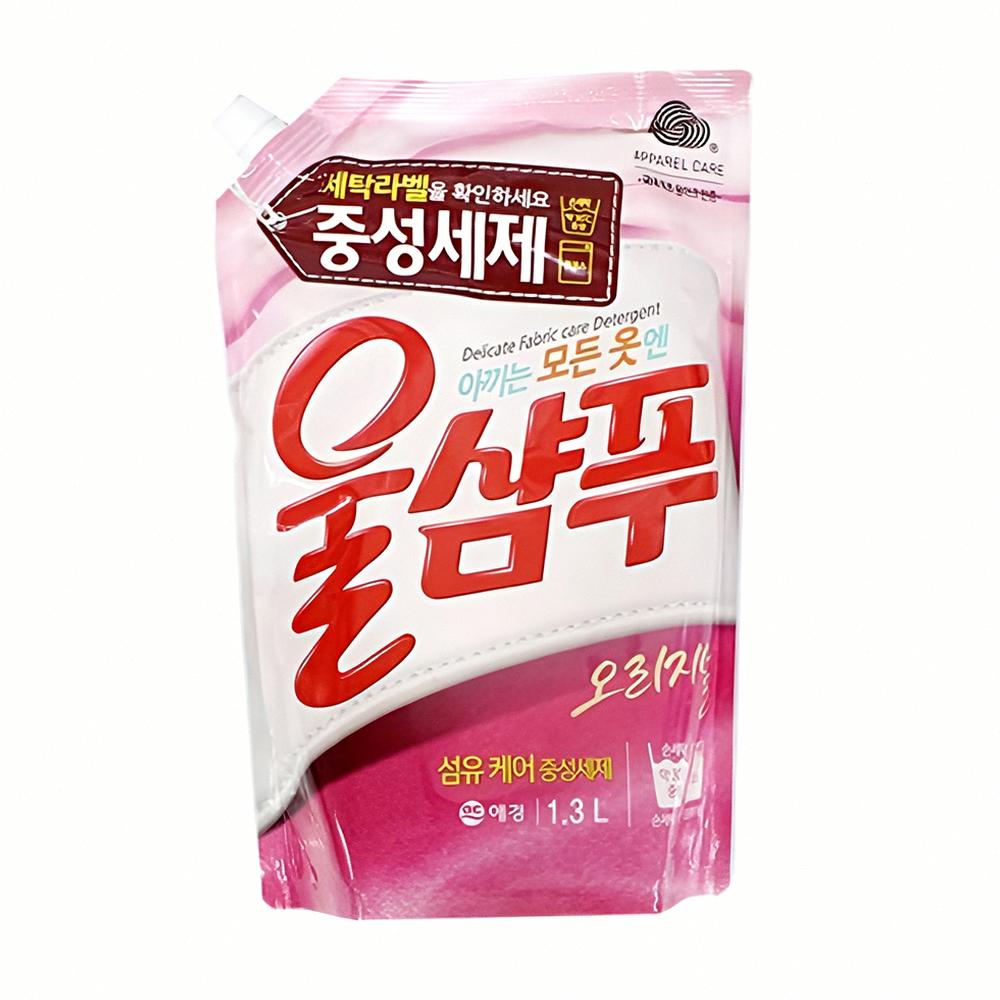 APPAREL CARE
세탁라벨을 확인하세요
중성세제
Delicate Fabric care Detergent
아끼는 모든 옷엔
울샴푸
오리지널
섬유 케어 중성세제
애경 1.3 L